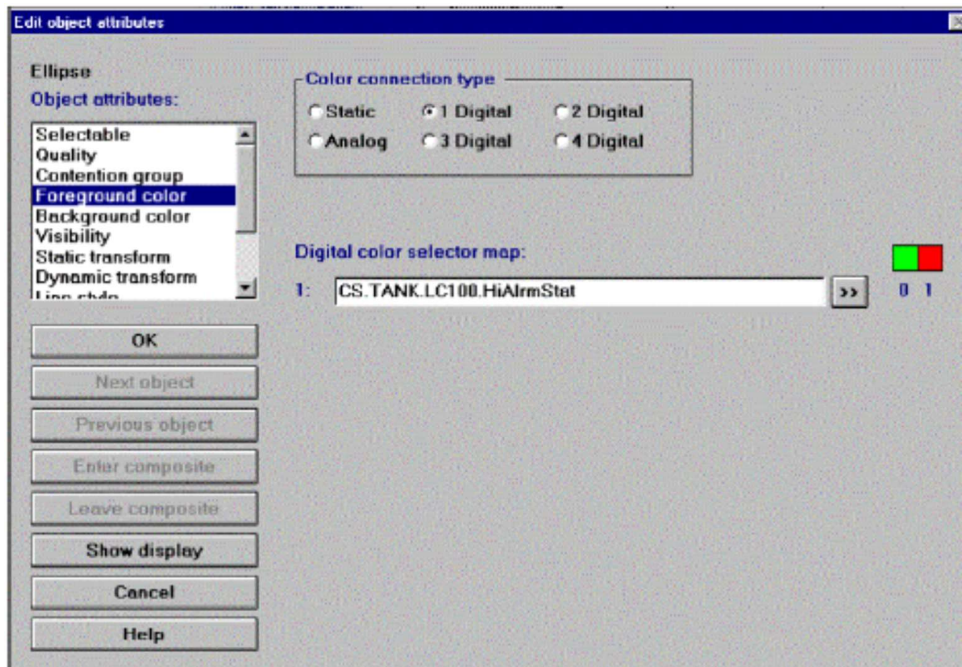 Edit object attributes
Ellipse
Object attributes:
Selectable
Quality
Contention group
Foreground color
Background color
Visibility
Static transform
Dynamic transform
Line style
OK
Next object
Previous object
Enter composite
Leave composite
Show display
Cancel
Help
Color connection type
Static 1 Digital 2 Digital
Analog 3 Digital 4 Digital
Digital color selector map:
1: CS.TANK.LC100.HiAlrmStat >>
0 1